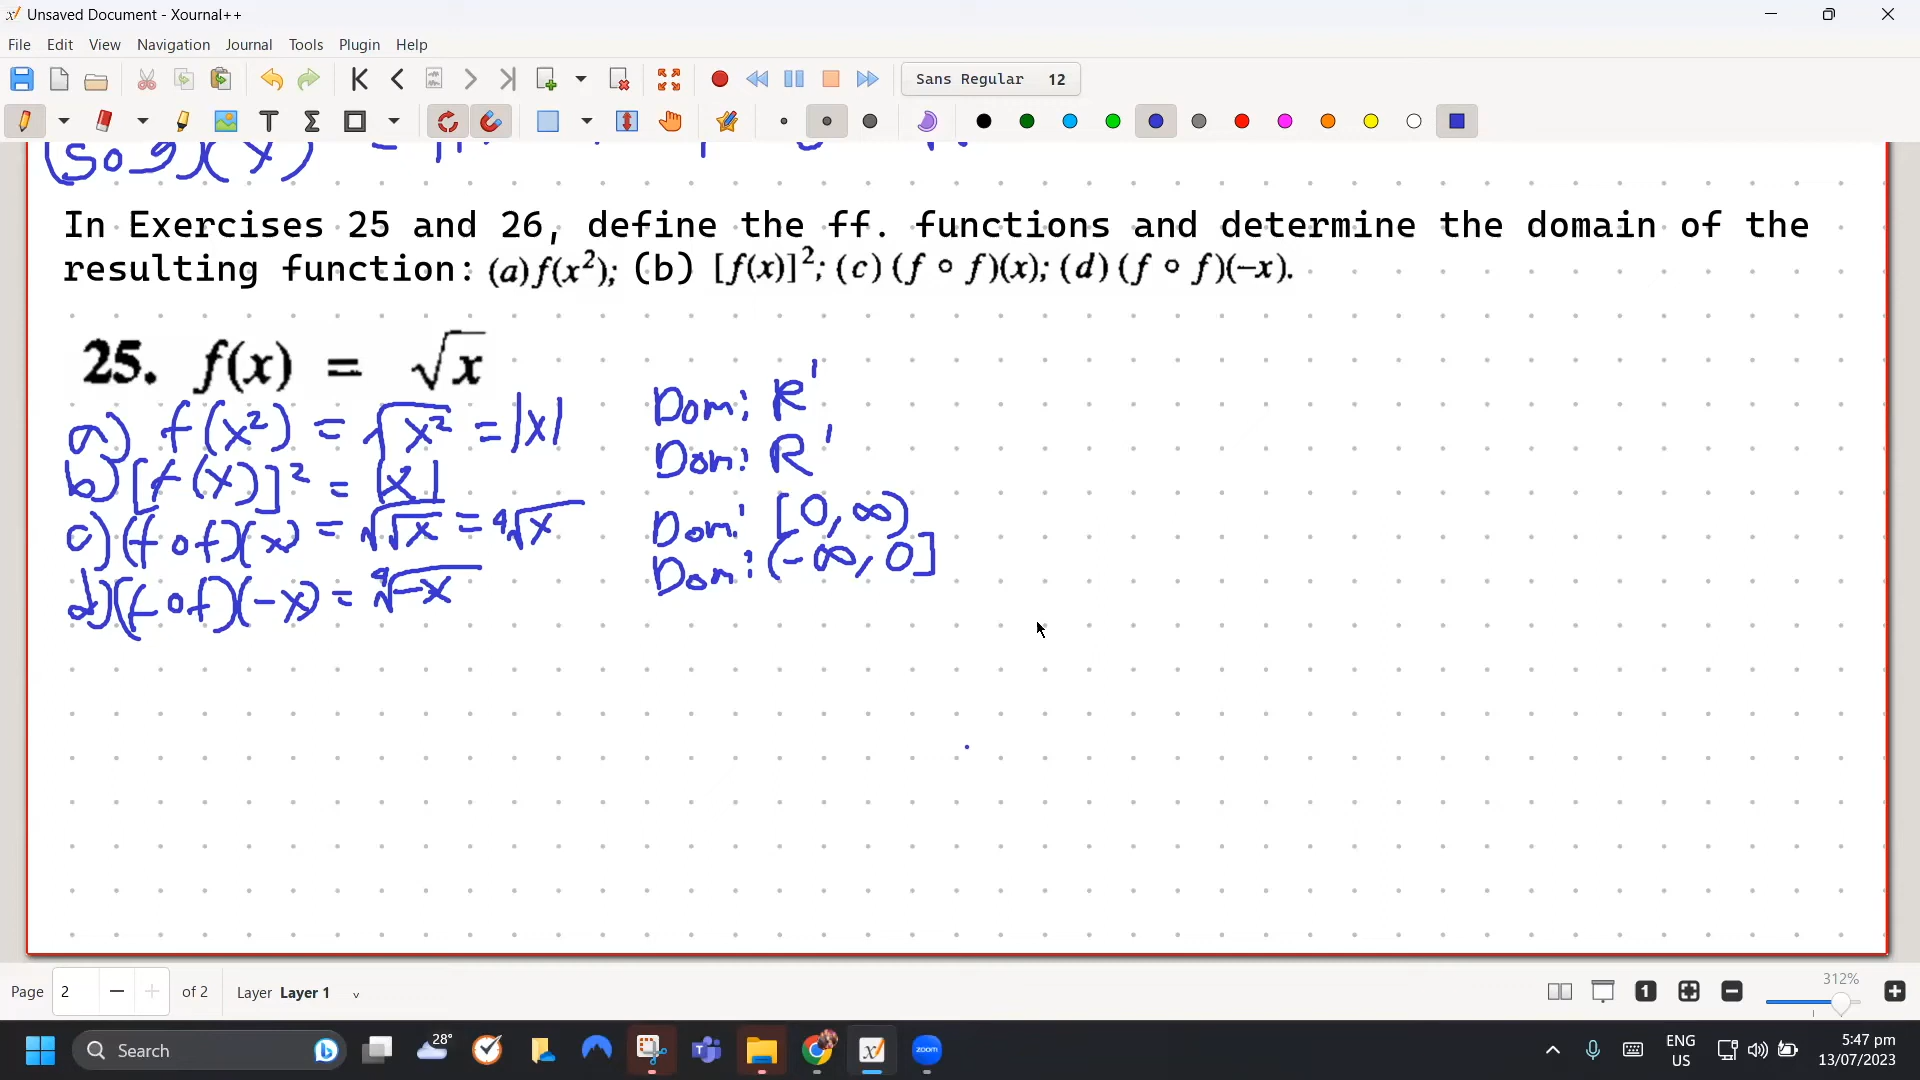 Unsaved Document - Xournal++
File Edit View Navigation Journal Tools Plugin Help
Sans Regular 12
In Exercises 25 and 26, define the ff. functions and determine the domain of the
resulting function: (a) f(x²); (b) [f(x)]²; (c) (f ∘ f)(x); (d) (f ∘ f)(−x).
25. f(x) = √x
a) f(x²) = √x² = |x| Dom: R'
b) [f(x)]² = |x| Dom: R'
c) (f∘f)(x) = √√x = ⁴√x Dom: [0, ∞)
d) (f∘f)(-x) = ⁴√-x Dom: (-∞, 0]
Page 2 of 2 Layer Layer 1 312%
Search 28° zoom ENG US 5:47 pm 13/07/2023